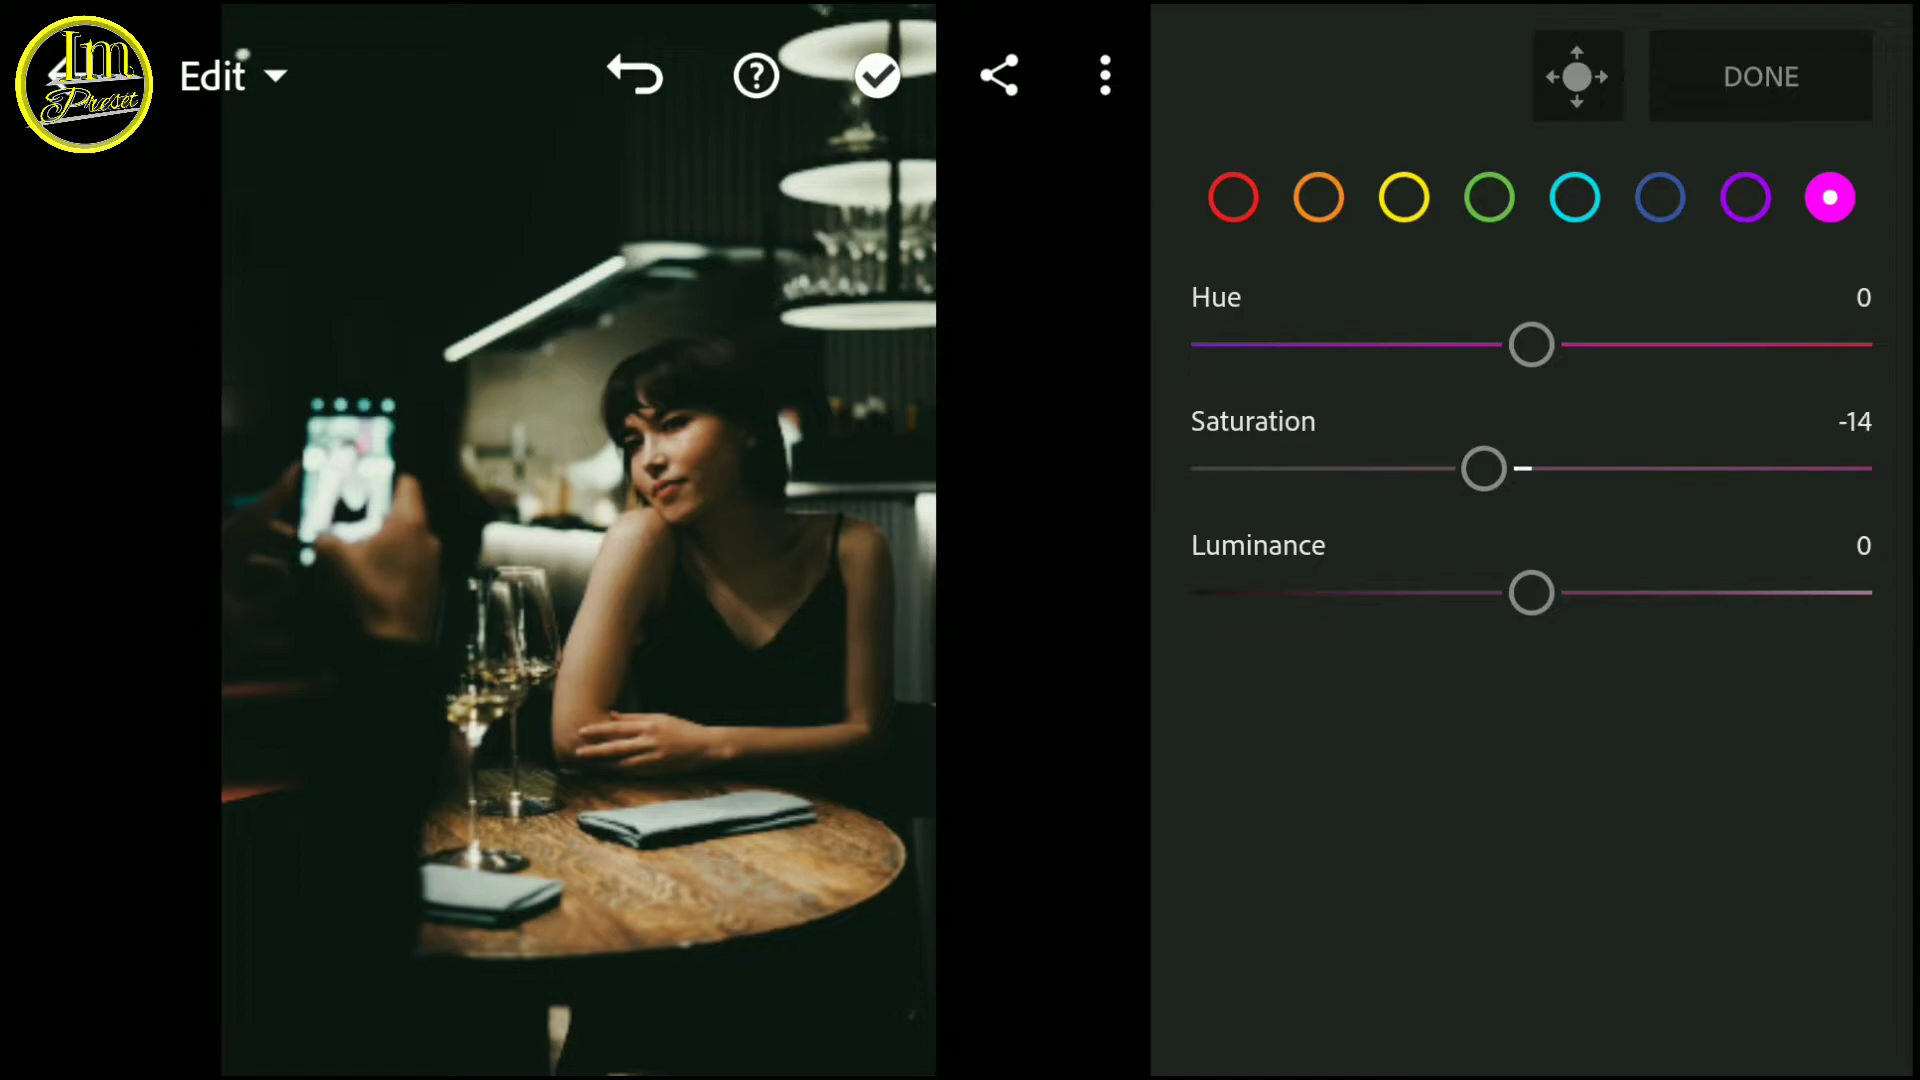 Im
Preset
Edit
DONE
Hue 0
Saturation -14
Luminance 0